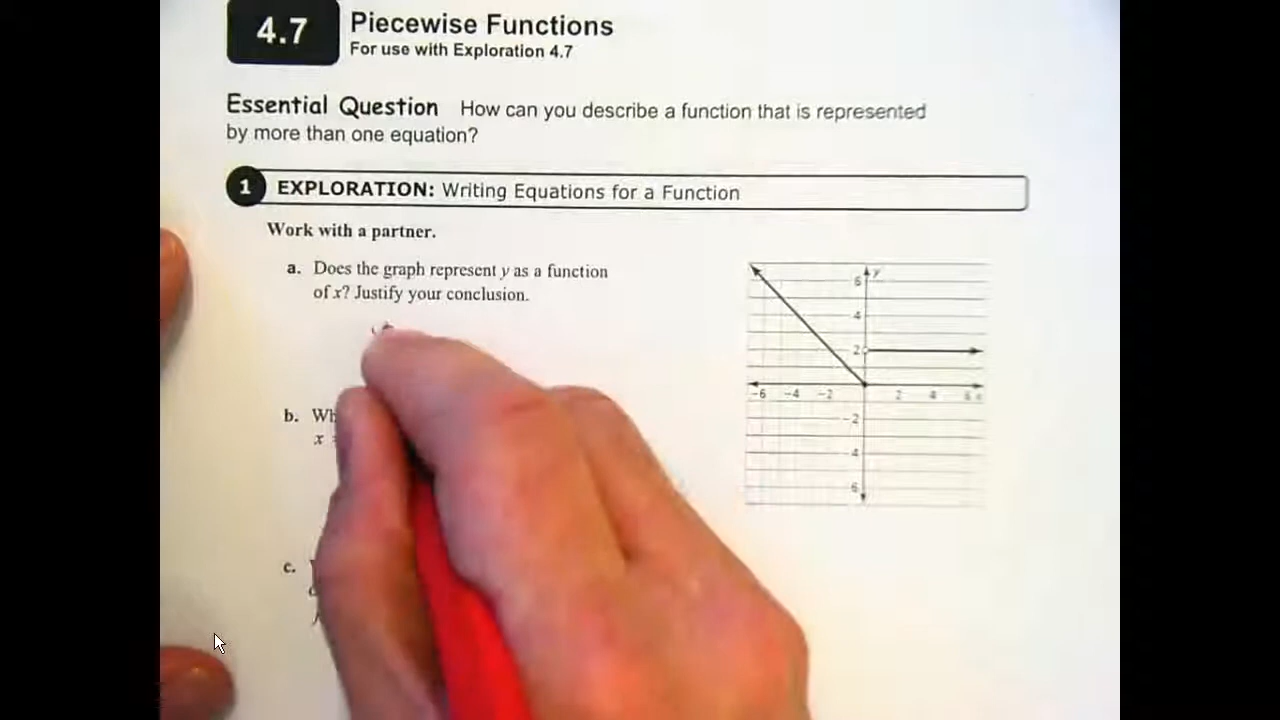 4.7 Piecewise Functions
For use with Exploration 4.7
Essential Question How can you describe a function that is represented
by more than one equation?
1 EXPLORATION: Writing Equations for a Function
Work with a partner.
a. Does the graph represent y as a function
of x? Justify your conclusion.
b. Wh
x
c.
y
6
4
2
-6 -4 -2 2 4 6 x
-2
4
6